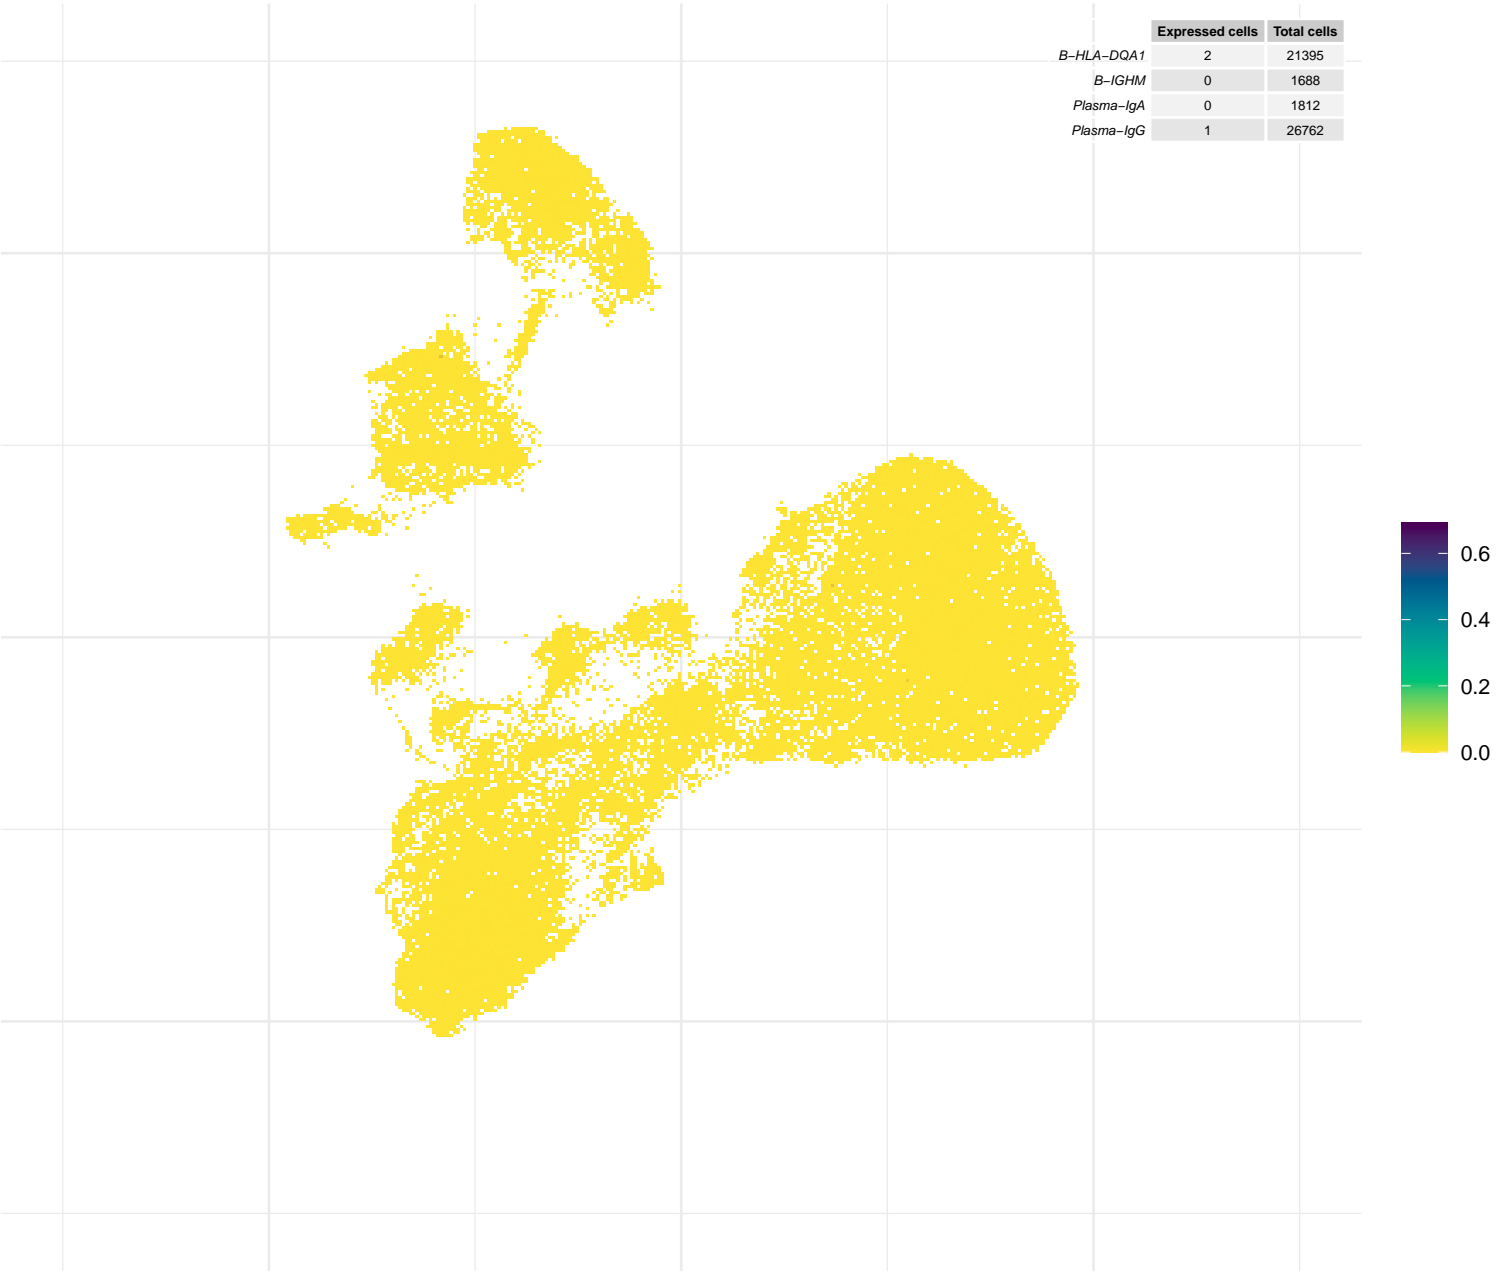 Expressed cells Total cells
B−HLA−DQA1 2 21395
B−IGHM 0 1688
Plasma−IgA 0 1812
Plasma−IgG 1 26762
0.6
0.4
0.2
0.0